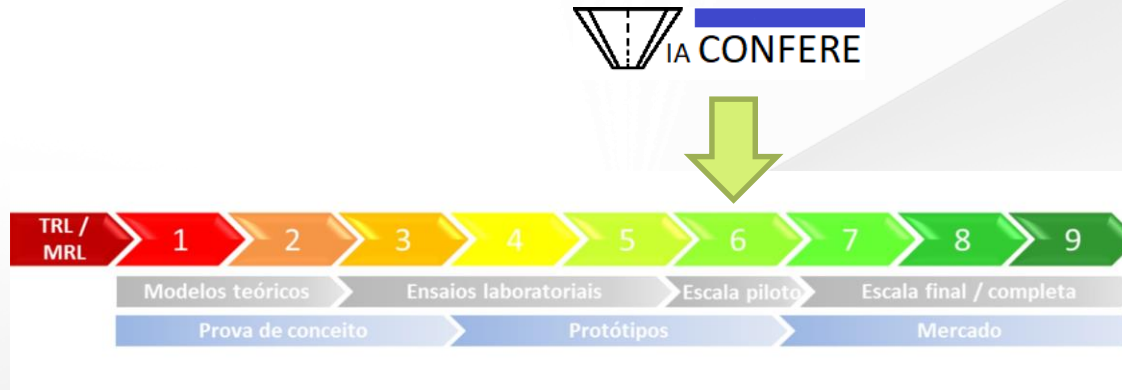 IA CONFERE
TRL /
MRL
1 2 3 4 5 6 7 8 9
Modelos teóricos Ensaios laboratoriais Escala piloto Escala final / completa
Prova de conceito Protótipos Mercado